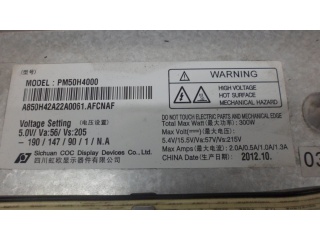 MODEL : PM50H4000
A650H42A22A0061.AFCNAF
Voltage Setting (电压设置)
5.0V/ Va:56/ Vs:205
- 190 / 147 / 90 / 1 / N.A
Sichuan COC Display Devices Co., Ltd.
四川虹欧显示器件有限公司
WARNING
HIGH VOLTAGE
HOT SURFACE
MECHANICAL HAZARD
DO NOT TOUCH ELECTRIC PARTS AND MECHANICAL EDGE
Total Max Watt (最大功率) : 300W
Max Volt (最大电压) :
5.4V/15.5V/Va:57V/Vs:215V
Max Amps (最大电流) : 2.0A/0.5A/1.0A/1.3A
CHINA Date (生产日期) 2012.10.
03